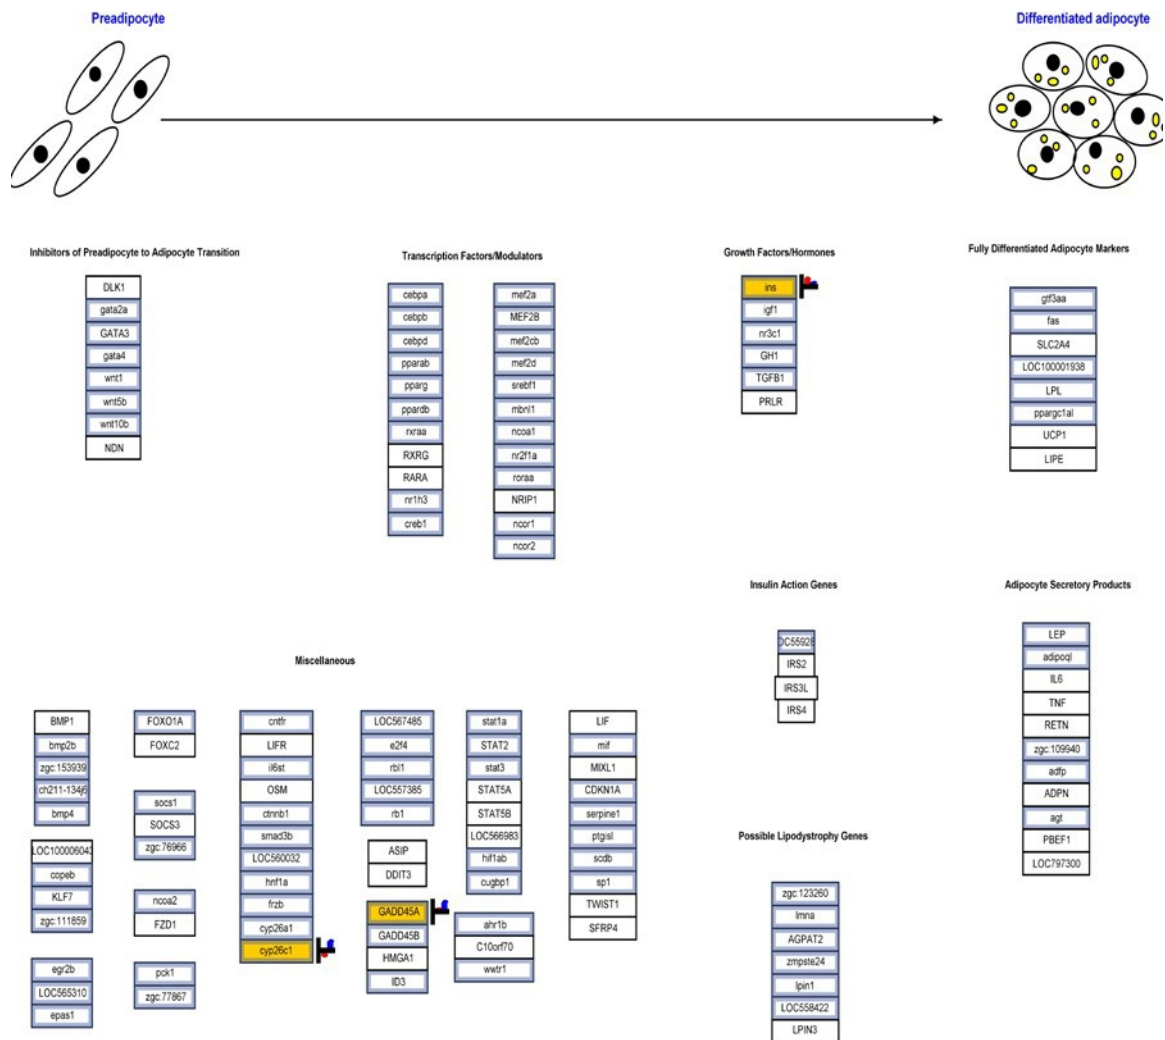 Preadipocyte
Differentiated adipocyte
Inhibitors of Preadipocyte to Adipocyte Transition
DLK1
gata2a
GATA3
gata4
wnt1
wnt5b
wnt10b
NDN
Transcription Factors/Modulators
cebpa
cebpb
cebpd
pparab
pparg
ppardb
rxraa
RXRG
RARA
nr1h3
creb1
mef2a
MEF2B
mef2cb
mef2d
srebf1
mbnl1
ncoa1
nr2f1a
roraa
NRIP1
ncor1
ncor2
Growth Factors/Hormones
ins
igf1
nr3c1
GH1
TGFB1
PRLR
Fully Differentiated Adipocyte Markers
gtf3aa
fas
SLC2A4
LOC100001938
LPL
ppargc1al
UCP1
LIPE
Insulin Action Genes
OC55928
IRS2
IRS3L
IRS4
Adipocyte Secretory Products
LEP
adipoql
IL6
TNF
RETN
zgc:109940
adfp
ADPN
agt
PBEF1
LOC797300
Miscellaneous
BMP1
bmp2b
zgc:153939
ch211-134j6
bmp4
LOC100006043
copeb
KLF7
zgc:111859
egr2b
LOC565310
epas1
FOXO1A
FOXC2
socs1
SOCS3
zgc:76966
ncoa2
FZD1
pck1
zgc:77867
cntfr
LIFR
il6st
OSM
ctnnb1
smad3b
LOC560032
hnf1a
frzb
cyp26a1
cyp26c1
LOC567485
e2f4
rbl1
LOC557385
rb1
ASIP
DDIT3
GADD45A
GADD45B
HMGA1
ID3
stat1a
STAT2
stat3
STAT5A
STAT5B
LOC566983
hif1ab
cugbp1
ahr1b
C10orf70
wwtr1
LIF
mif
MIXL1
CDKN1A
serpine1
ptgisl
scdb
sp1
TWIST1
SFRP4
Possible Lipodystrophy Genes
zgc:123260
lmna
AGPAT2
zmpste24
lpin1
LOC558422
LPIN3